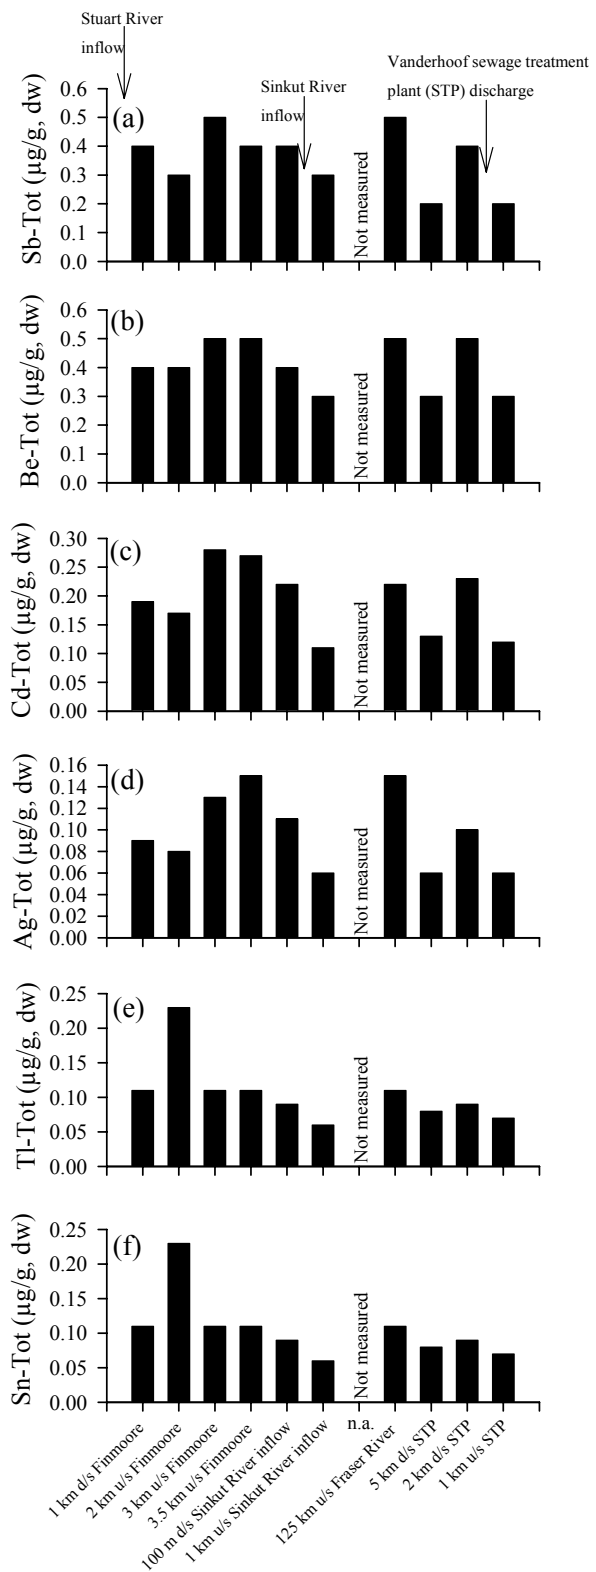 Stuart River
inflow
Sinkut River
inflow
Vanderhoof sewage treatment
plant (STP) discharge
(a)
Sb-Tot (µg/g, dw)
0.6
0.5
0.4
0.3
0.2
0.1
0.0
Not measured
(b)
Be-Tot (µg/g, dw)
0.6
0.5
0.4
0.3
0.2
0.1
0.0
Not measured
(c)
Cd-Tot (µg/g, dw)
0.30
0.25
0.20
0.15
0.10
0.05
0.00
Not measured
(d)
Ag-Tot (µg/g, dw)
0.16
0.14
0.12
0.10
0.08
0.06
0.04
0.02
0.00
Not measured
(e)
Tl-Tot (µg/g, dw)
0.25
0.20
0.15
0.10
0.05
0.00
Not measured
(f)
Sn-Tot (µg/g, dw)
0.25
0.20
0.15
0.10
0.05
0.00
Not measured
1 km d/s Finmoore
2 km u/s Finmoore
3 km u/s Finmoore
3.5 km u/s Finmoore
100 m d/s Sinkut River inflow
1 km u/s Sinkut River inflow
n.a.
125 km u/s Fraser River
5 km d/s STP
2 km d/s STP
1 km u/s STP